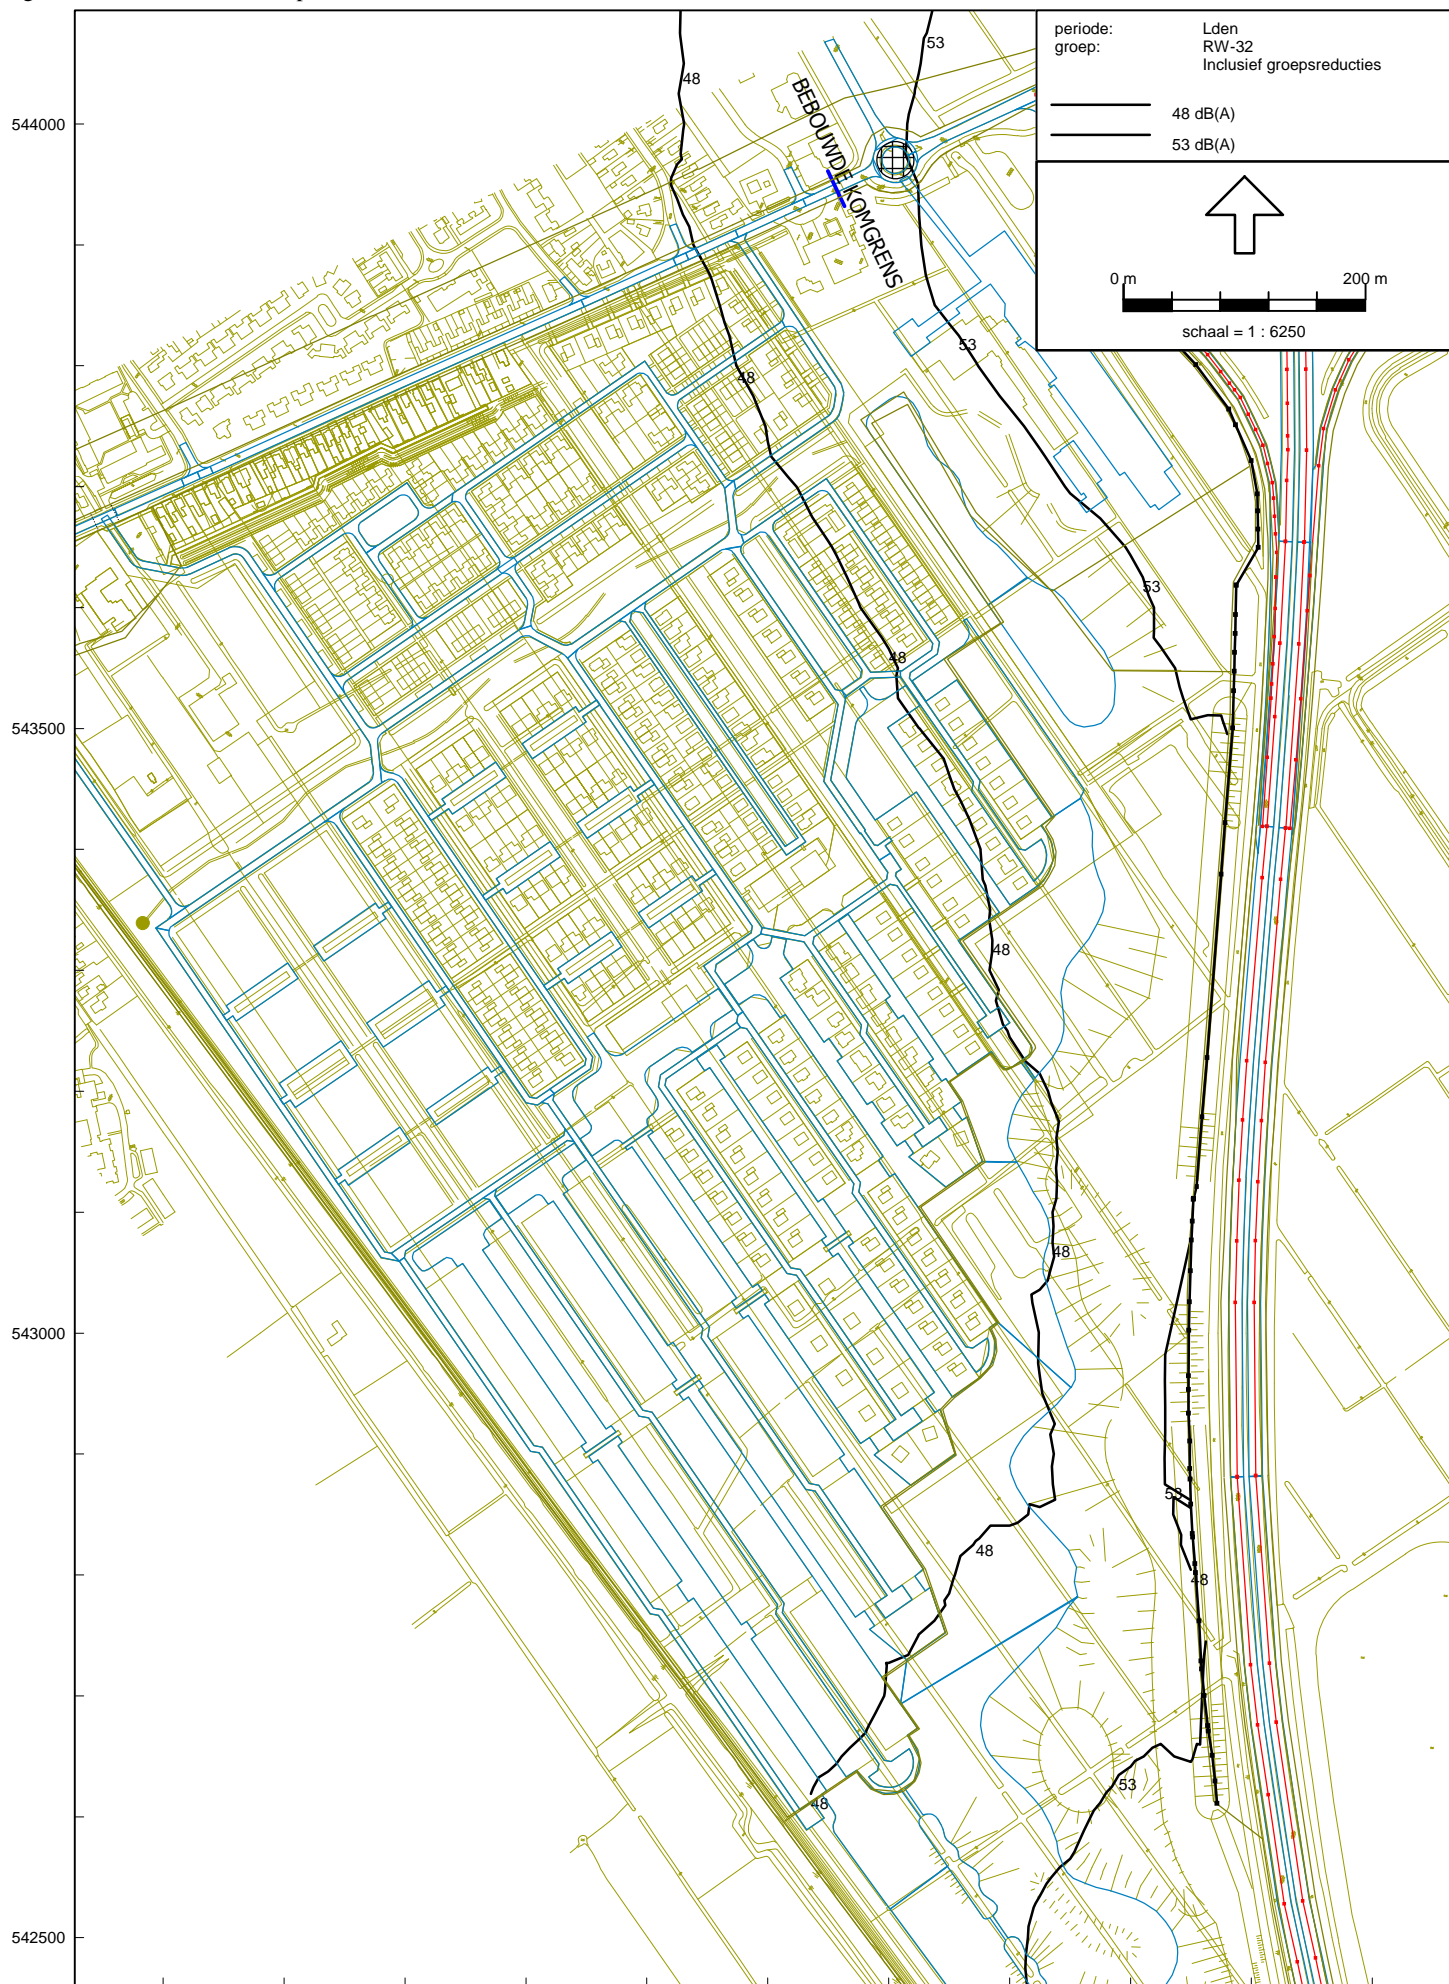 periode: Lden
groep: RW-32
Inclusief groepsreducties
48 dB(A)
53 dB(A)
0 m 200 m
schaal = 1 : 6250
BEBOUWDE KOMGRENS
544000
543500
543000
542500
48
53
53
48
53
48
48
48
53
48
48
53
48